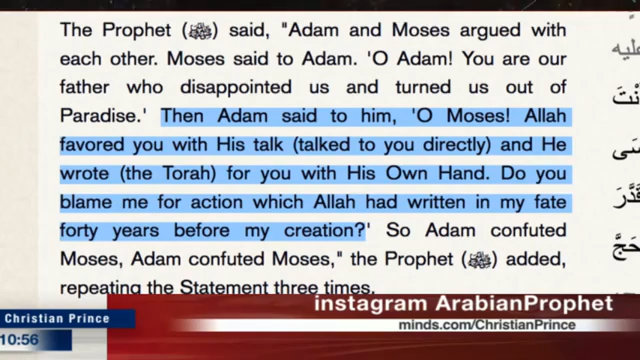 The Prophet (ﷺ) said, "Adam and Moses argued with
each other. Moses said to Adam. 'O Adam! You are our
father who disappointed us and turned us out of
Paradise.' Then Adam said to him, 'O Moses! Allah
favored you with His talk (talked to you directly) and He
wrote (the Torah) for you with His Own Hand. Do you
blame me for action which Allah had written in my fate
forty years before my creation?' So Adam confuted
Moses, Adam confuted Moses," the Prophet (ﷺ) added,
repeating the Statement three times.
instagram ArabianProphet
Christian Prince
minds.com/ChristianPrince
10:56